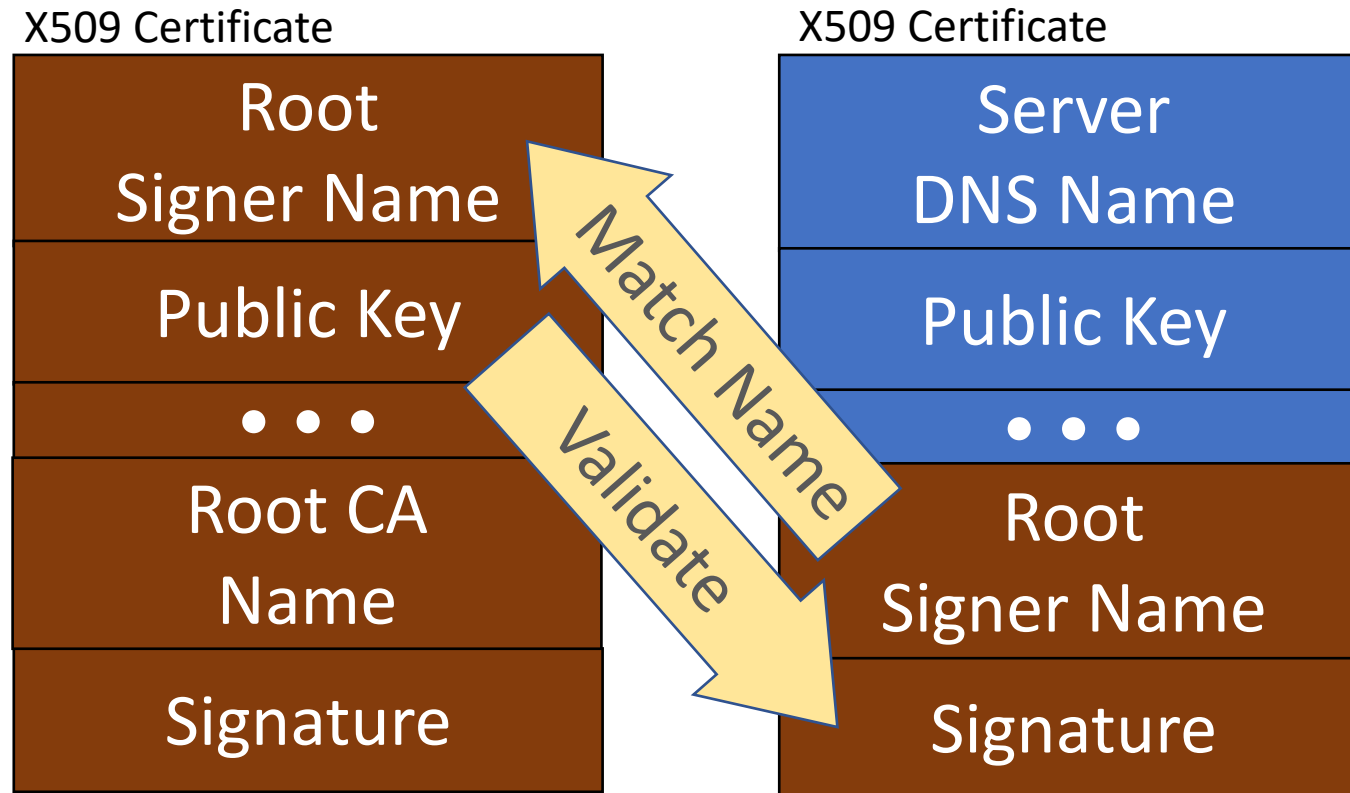 X509 Certificate
Root
Signer Name
Public Key
• • •
Root CA
Name
Signature
Match Name
Validate
X509 Certificate
Server
DNS Name
Public Key
• • •
Root
Signer Name
Signature